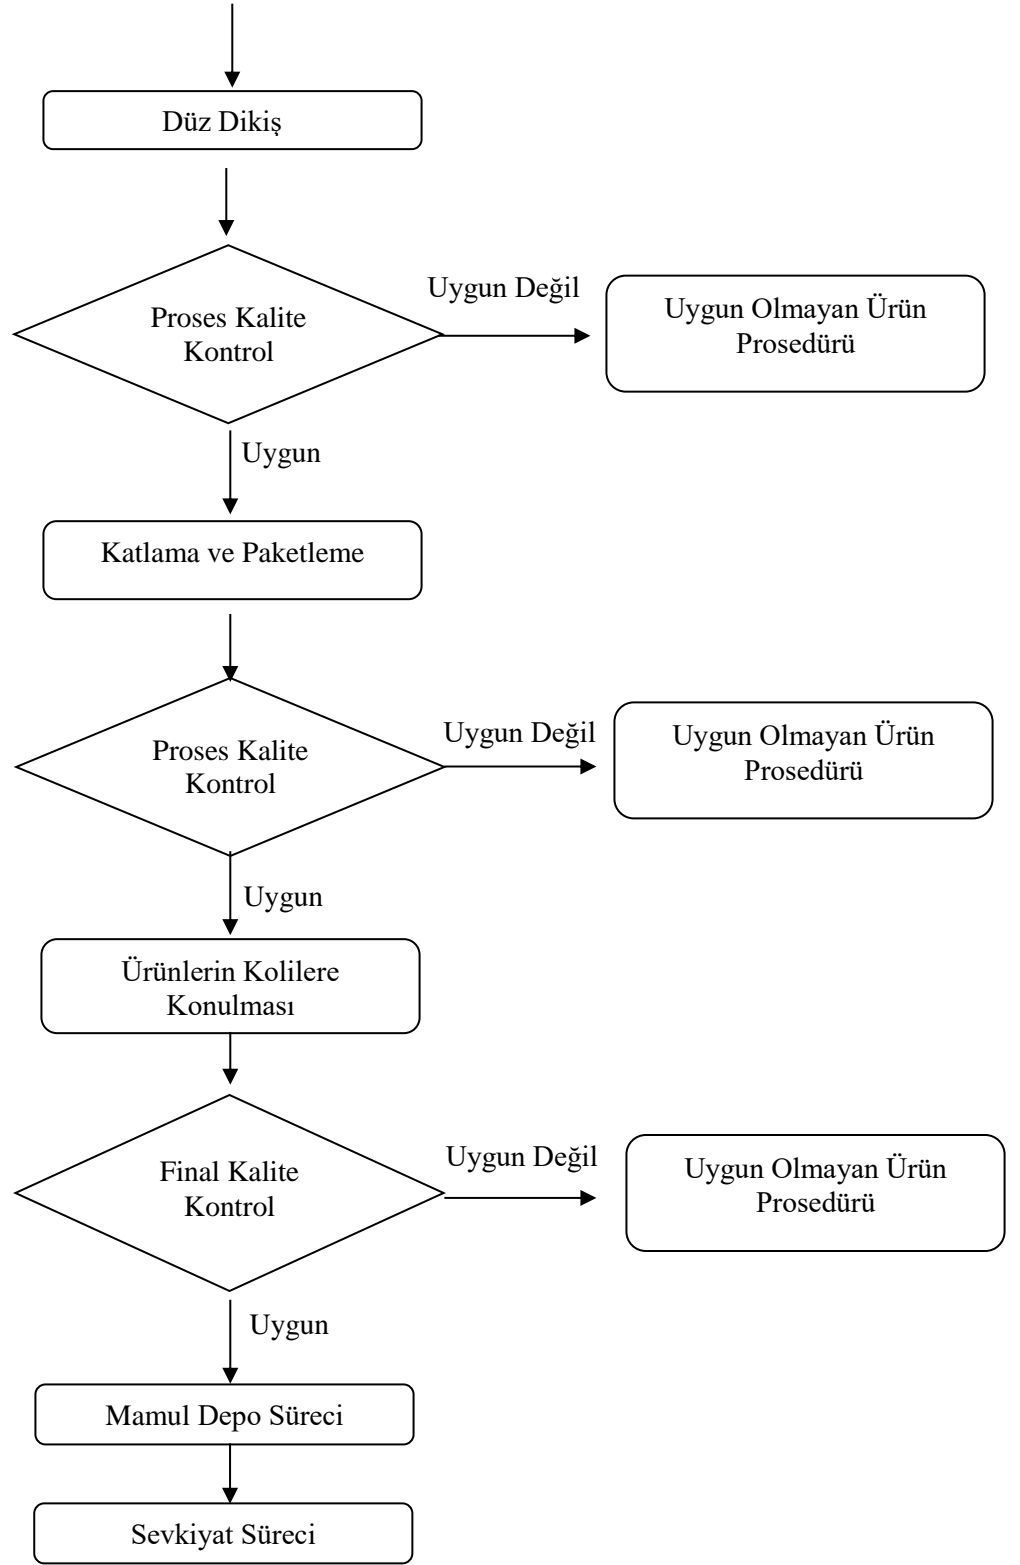 Düz Dikiş
Proses Kalite
Kontrol
Uygun Değil
Uygun Olmayan Ürün
Prosedürü
Uygun
Katlama ve Paketleme
Proses Kalite
Kontrol
Uygun Değil
Uygun Olmayan Ürün
Prosedürü
Uygun
Ürünlerin Kolilere
Konulması
Final Kalite
Kontrol
Uygun Değil
Uygun Olmayan Ürün
Prosedürü
Uygun
Mamul Depo Süreci
Sevkiyat Süreci